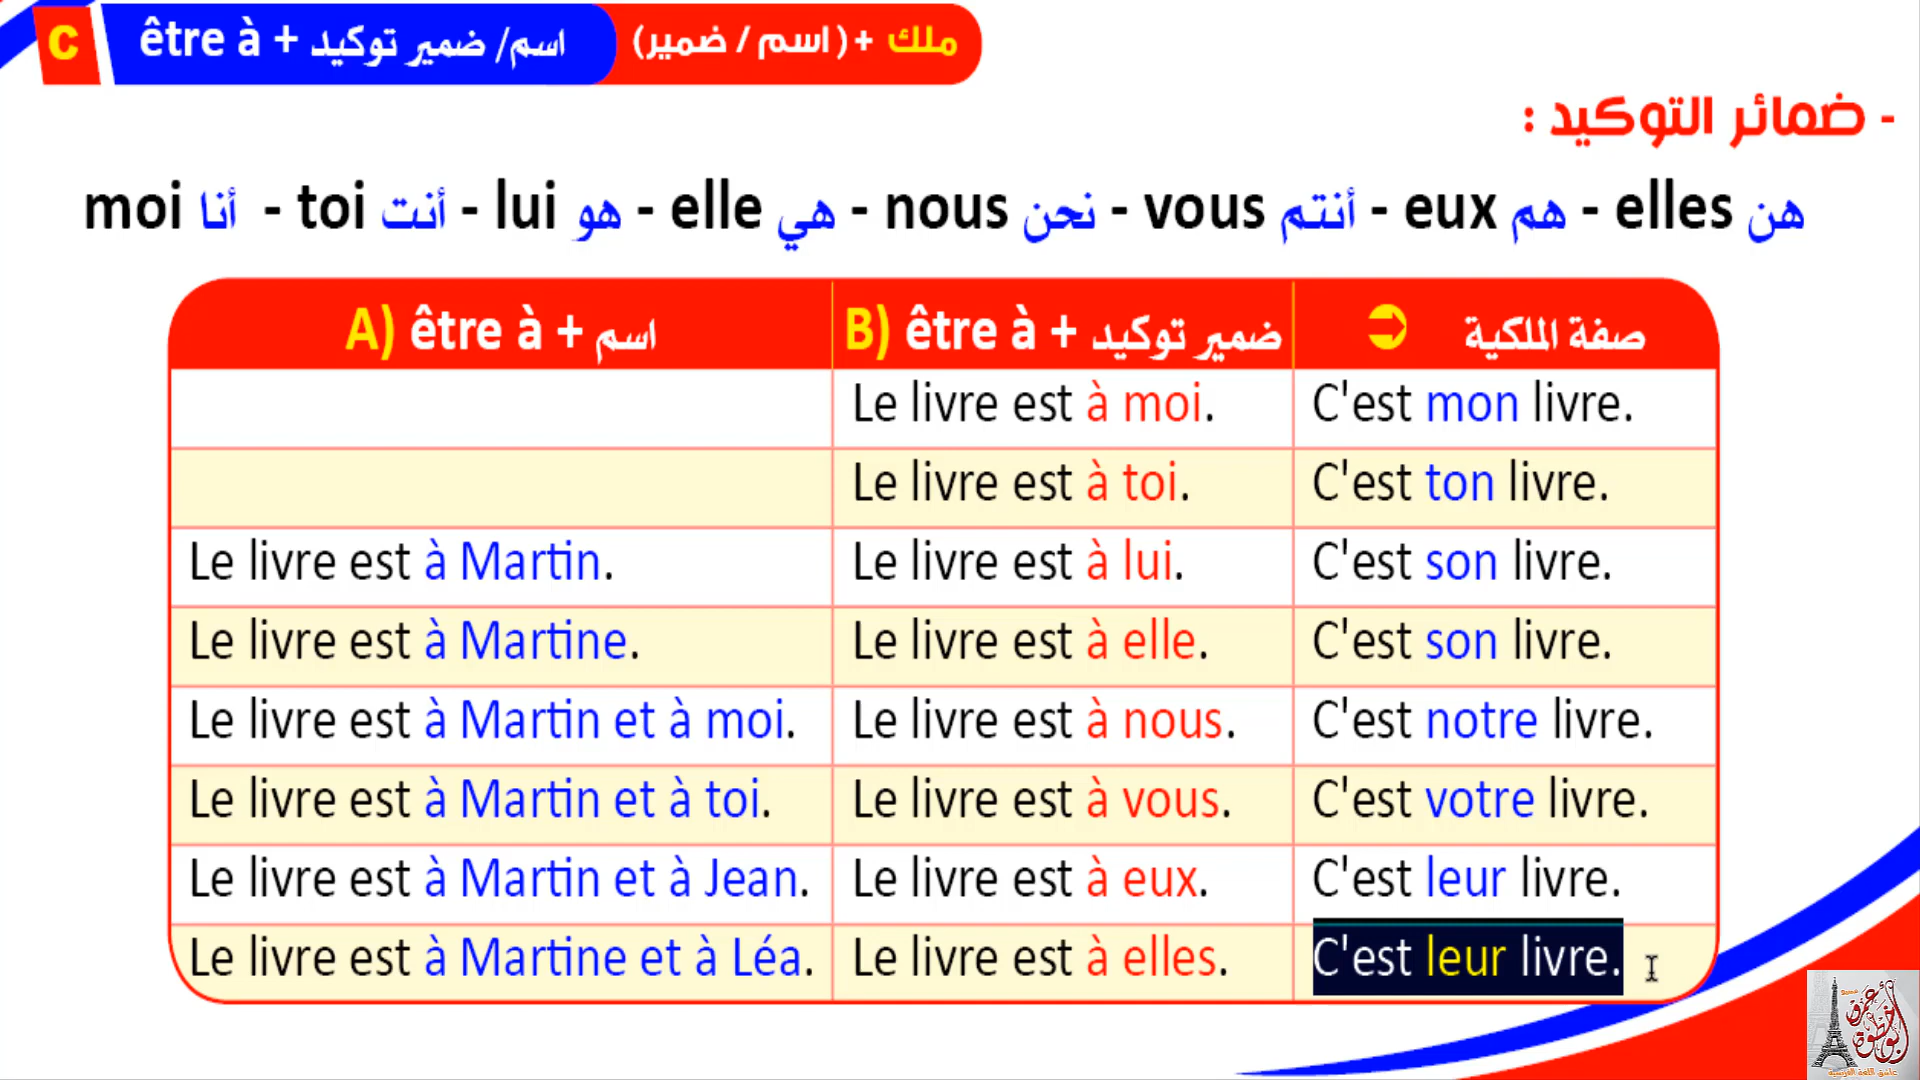 C être à + اسم/ ضمير توكيد ملك + ( اسم / ضمير)
- ضمائر التوكيد :
moi أنا - toi أنت - lui هو - elle هي - nous نحن - vous أنتم - eux هم - elles هن
A) être à + اسم B) être à + ضمير توكيد صفة الملكية
Le livre est à moi. C'est mon livre.
Le livre est à toi. C'est ton livre.
Le livre est à Martin. Le livre est à lui. C'est son livre.
Le livre est à Martine. Le livre est à elle. C'est son livre.
Le livre est à Martin et à moi. Le livre est à nous. C'est notre livre.
Le livre est à Martin et à toi. Le livre est à vous. C'est votre livre.
Le livre est à Martin et à Jean. Le livre est à eux. C'est leur livre.
Le livre est à Martine et à Léa. Le livre est à elles. C'est leur livre.
عمرو
أبو خطوة
عاشق اللغة الفرنسية